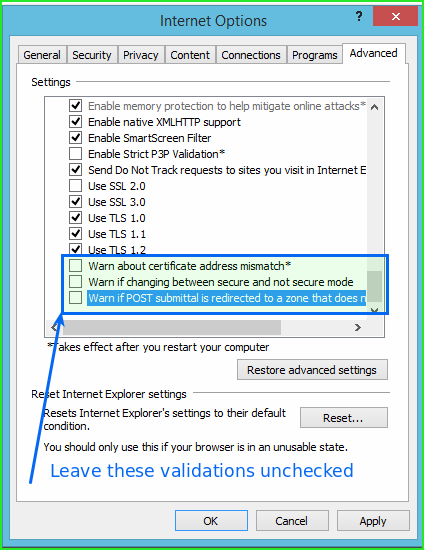 Internet Options
?
General
Security
Privacy
Content
Connections
Programs
Advanced
Settings
Enable memory protection to help mitigate online attacks*
Enable native XMLHTTP support
Enable SmartScreen Filter
Enable Strict P3P Validation*
Send Do Not Track requests to sites you visit in Internet E
Use SSL 2.0
Use SSL 3.0
Use TLS 1.0
Use TLS 1.1
Use TLS 1.2
Warn about certificate address mismatch*
Warn if changing between secure and not secure mode
Warn if POST submittal is redirected to a zone that does n
*Takes effect after you restart your computer
Restore advanced settings
Reset Internet Explorer settings
Resets Internet Explorer's settings to their default
condition.
Reset...
You should only use this if your browser is in an unusable state.
Leave these validations unchecked
OK
Cancel
Apply